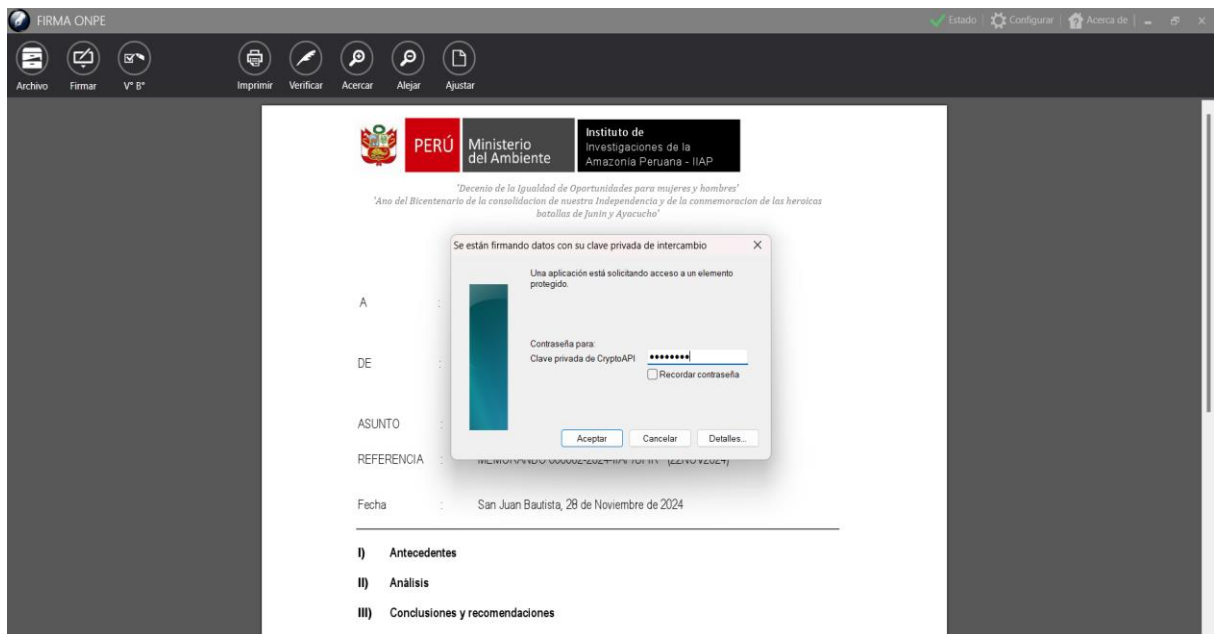 FIRMA ONPE
Estado
Configurar
Acerca de
Archivo
Firmar
V° B°
Imprimir
Verificar
Acercar
Alejar
Ajustar
PERÚ
Ministerio
del Ambiente
Instituto de
Investigaciones de la
Amazonia Peruana - IIAP
'Decenio de la Igualdad de Oportunidades para mujeres y hombres'
'Ano del Bicentenario de la consolidacion de nuestra Independencia y de la conmemoracion de las heroicas
batallas de Junin y Ayacucho'
Se están firmando datos con su clave privada de intercambio
Una aplicación está solicitando acceso a un elemento
protegido.
Contraseña para:
Clave privada de CryptoAPI
Recordar contraseña
Aceptar
Cancelar
Detalles...
A :
DE :
ASUNTO :
REFERENCIA :
Fecha : San Juan Bautista, 28 de Noviembre de 2024
I) Antecedentes
II) Análisis
III) Conclusiones y recomendaciones